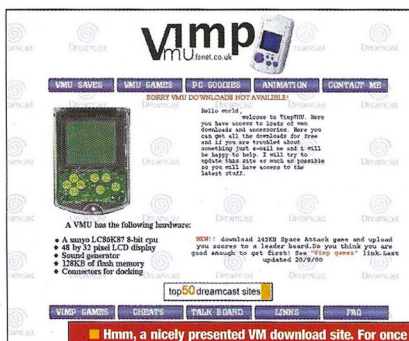 Vimp
VMU.fsnet.co.uk
VMU SAVES
VMU GAMES
PC GOODIES
ANIMATION
CONTACT ME
SORRY VMU DOWNLOADS NOT AVAILIBLE!
Hello world,
welcome to VimpVMU. Here
you have access to loads of vmu
downloads and accessories. Here you
can get all the downloads for free
and if you are troubled about
something just e-mail me and i will
be happy to help. I will try to
update this site as much as possible
so you will have access to the
latest stuff.
A VMU has the following hardware:
A sanyo LC86K87 8-bit cpu
48 by 32 pixel LCD display
Sound generator
128KB of flash memory
Connectors for docking
NEW!! download 145KB Space Attack game and upload
you scores to a leader board.Do you think you are
good enough to get first! See "Vimp games" link.Last
updated 20/9/00
top50 dreamcast sites
VIMP GAMES
CHEATS
TALK BOARD
LINKS
FAQ
Hmm, a nicely presented VM download site. For once